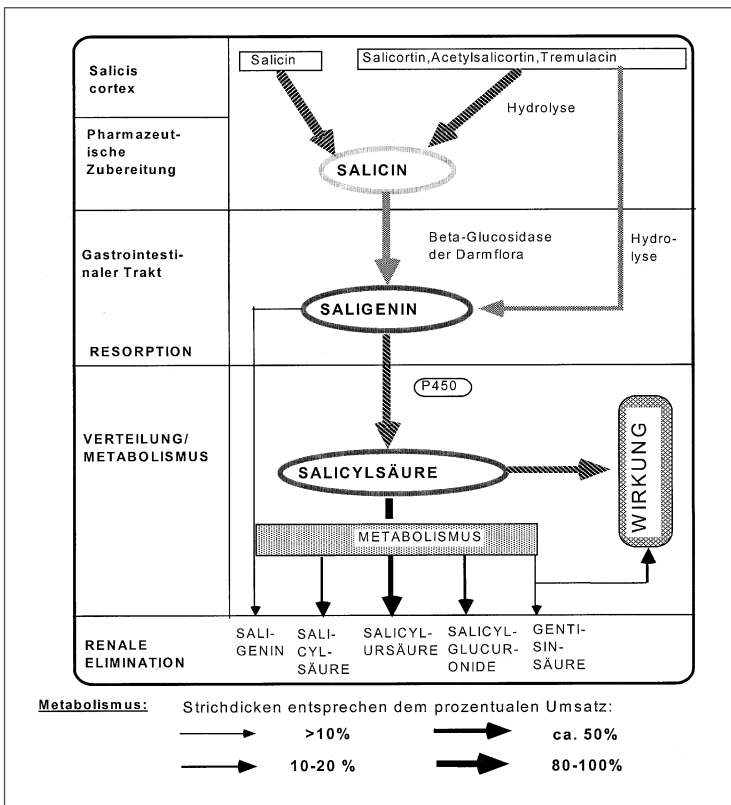 Salicis
cortex
Salicin
Salicortin,Acetylsalicortin,Tremulacin
Hydrolyse
Pharmazeut-
ische
Zubereitung
SALICIN
Gastrointesti-
naler Trakt
Beta-Glucosidase
der Darmflora
Hydro-
lyse
SALIGENIN
RESORPTION
P450
VERTEILUNG/
METABOLISMUS
SALICYLSÄURE
WIRKUNG
METABOLISMUS
RENALE
ELIMINATION
SALI-
GENIN
SALI-
CYL-
SÄURE
SALICYL-
URSÄURE
SALICYL-
GLUCUR-
ONIDE
GENTI-
SIN-
SÄURE
Metabolismus: Strichdicken entsprechen dem prozentualen Umsatz:
>10% ca. 50%
10-20 % 80-100%